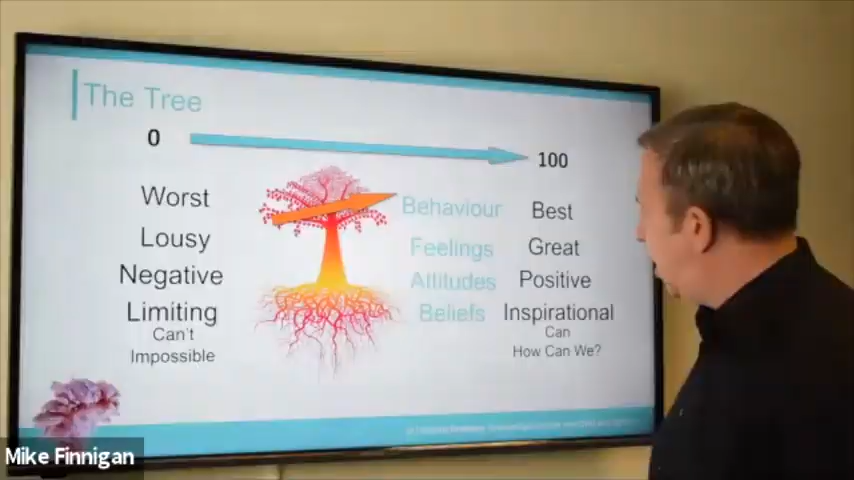 The Tree
0
100
Worst
Behaviour
Best
Lousy
Feelings
Great
Negative
Attitudes
Positive
Limiting
Beliefs
Inspirational
Can't
Can
Impossible
How Can We?
Mike Finnigan